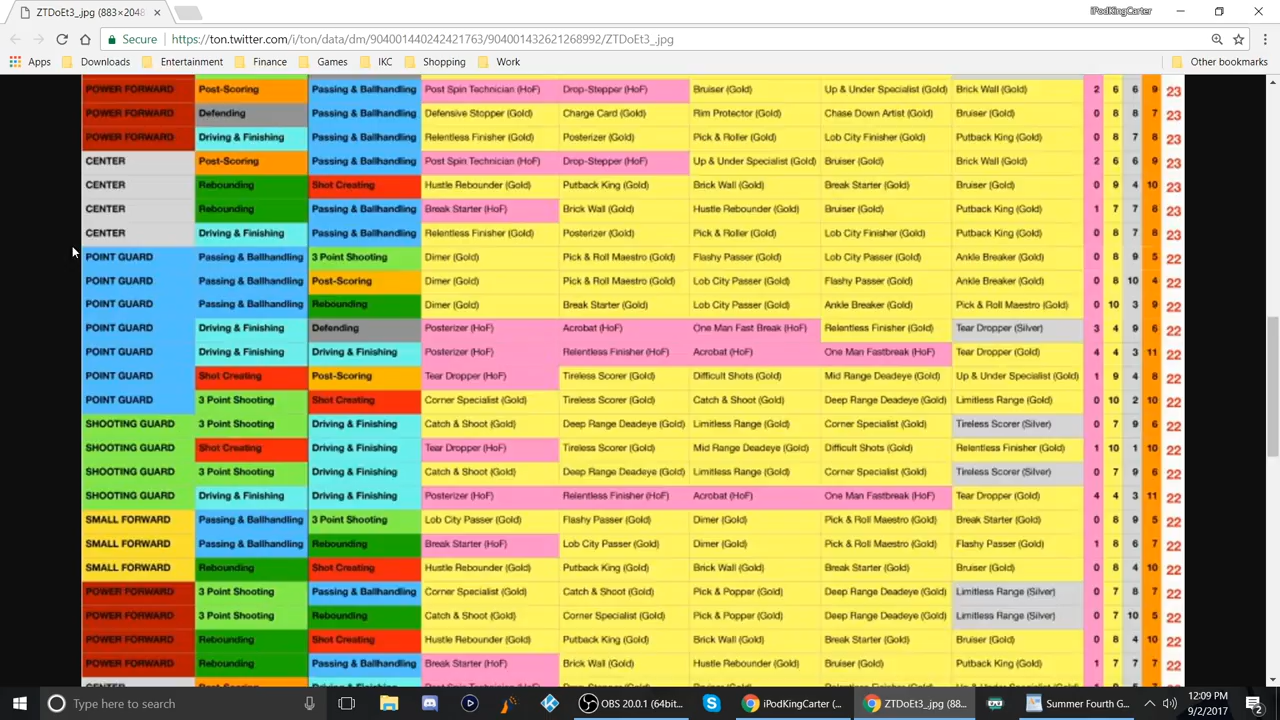 ZTDoEt3_jpg (883×2048
iPodKingCarter
Secure https://ton.twitter.com/i/ton/data/dm/904001440242421763/904001432621268992/ZTDoEt3_jpg
Apps Downloads Entertainment Finance Games IKC Shopping Work Other bookmarks
POWER FORWARD Post-Scoring Passing & Ballhandling Post Spin Technician (HoF) Drop-Stepper (HoF) Bruiser (Gold) Up & Under Specialist (Gold) Brick Wall (Gold) 2 6 6 9 23
POWER FORWARD Defending Passing & Ballhandling Defensive Stopper (Gold) Charge Card (Gold) Rim Protector (Gold) Chase Down Artist (Gold) Bruiser (Gold) 0 8 8 7 23
POWER FORWARD Driving & Finishing Passing & Ballhandling Relentless Finisher (Gold) Posterizer (Gold) Pick & Roller (Gold) Lob City Finisher (Gold) Putback King (Gold) 0 8 7 8 23
CENTER Post-Scoring Passing & Ballhandling Post Spin Technician (HoF) Drop-Stepper (HoF) Up & Under Specialist (Gold) Bruiser (Gold) Brick Wall (Gold) 2 6 6 9 23
CENTER Rebounding Shot Creating Hustle Rebounder (Gold) Putback King (Gold) Brick Wall (Gold) Break Starter (Gold) Bruiser (Gold) 0 9 4 10 23
CENTER Rebounding Passing & Ballhandling Break Starter (HoF) Brick Wall (Gold) Hustle Rebounder (Gold) Bruiser (Gold) Putback King (Gold) 1 7 7 8 23
CENTER Driving & Finishing Passing & Ballhandling Relentless Finisher (Gold) Posterizer (Gold) Pick & Roller (Gold) Lob City Finisher (Gold) Putback King (Gold) 0 8 7 8 23
POINT GUARD Passing & Ballhandling 3 Point Shooting Dimer (Gold) Pick & Roll Maestro (Gold) Flashy Passer (Gold) Lob City Passer (Gold) Ankle Breaker (Gold) 0 8 9 5 22
POINT GUARD Passing & Ballhandling Post-Scoring Dimer (Gold) Pick & Roll Maestro (Gold) Lob City Passer (Gold) Flashy Passer (Gold) Ankle Breaker (Gold) 0 8 10 4 22
POINT GUARD Passing & Ballhandling Rebounding Dimer (Gold) Break Starter (Gold) Lob City Passer (Gold) Ankle Breaker (Gold) Pick & Roll Maestro (Gold) 0 10 3 9 22
POINT GUARD Driving & Finishing Defending Posterizer (HoF) Acrobat (HoF) One Man Fast Break (HoF) Relentless Finisher (Gold) Tear Dropper (Silver) 3 4 9 6 22
POINT GUARD Driving & Finishing Driving & Finishing Posterizer (HoF) Relentless Finisher (HoF) Acrobat (HoF) One Man Fastbreak (HoF) Tear Dropper (Gold) 4 4 3 11 22
POINT GUARD Shot Creating Post-Scoring Tear Dropper (HoF) Tireless Scorer (Gold) Difficult Shots (Gold) Mid Range Deadeye (Gold) Up & Under Specialist (Gold) 1 9 4 8 22
POINT GUARD 3 Point Shooting Shot Creating Corner Specialist (Gold) Tireless Scorer (Gold) Catch & Shoot (Gold) Deep Range Deadeye (Gold) Limitless Range (Gold) 0 10 2 10 22
SHOOTING GUARD 3 Point Shooting Driving & Finishing Catch & Shoot (Gold) Deep Range Deadeye (Gold) Limitless Range (Gold) Corner Specialist (Gold) Tireless Scorer (Silver) 0 7 9 6 22
SHOOTING GUARD Shot Creating Driving & Finishing Tear Dropper (HoF) Tireless Scorer (Gold) Mid Range Deadeye (Gold) Difficult Shots (Gold) Relentless Finisher (Gold) 1 10 1 10 22
SHOOTING GUARD 3 Point Shooting Driving & Finishing Catch & Shoot (Gold) Deep Range Deadeye (Gold) Limitless Range (Gold) Corner Specialist (Gold) Tireless Scorer (Silver) 0 7 9 6 22
SHOOTING GUARD Driving & Finishing Driving & Finishing Posterizer (HoF) Relentless Finisher (HoF) Acrobat (HoF) One Man Fastbreak (HoF) Tear Dropper (Gold) 4 4 3 11 22
SMALL FORWARD Passing & Ballhandling 3 Point Shooting Lob City Passer (Gold) Flashy Passer (Gold) Dimer (Gold) Pick & Roll Maestro (Gold) Break Starter (Gold) 0 8 9 5 22
SMALL FORWARD Passing & Ballhandling Rebounding Break Starter (HoF) Lob City Passer (Gold) Dimer (Gold) Pick & Roll Maestro (Gold) Flashy Passer (Gold) 1 8 6 7 22
SMALL FORWARD Rebounding Shot Creating Hustle Rebounder (Gold) Putback King (Gold) Brick Wall (Gold) Break Starter (Gold) Bruiser (Gold) 0 8 4 10 22
POWER FORWARD 3 Point Shooting Passing & Ballhandling Corner Specialist (Gold) Catch & Shoot (Gold) Pick & Popper (Gold) Deep Range Deadeye (Gold) Limitless Range (Silver) 0 7 8 7 22
POWER FORWARD 3 Point Shooting Rebounding Catch & Shoot (Gold) Corner Specialist (Gold) Pick & Popper (Gold) Deep Range Deadeye (Gold) Limitless Range (Silver) 0 7 10 5 22
POWER FORWARD Rebounding Shot Creating Hustle Rebounder (Gold) Putback King (Gold) Brick Wall (Gold) Break Starter (Gold) Bruiser (Gold) 0 8 4 10 22
POWER FORWARD Rebounding Passing & Ballhandling Break Starter (HoF) Brick Wall (Gold) Hustle Rebounder (Gold) Bruiser (Gold) Putback King (Gold) 1 7 7 7 22
Type here to search OBS 20.0.1 (64bit... iPodKingCarter (... ZTDoEt3_jpg (88... Summer Fourth G... 12:09 PM
9/2/2017 2